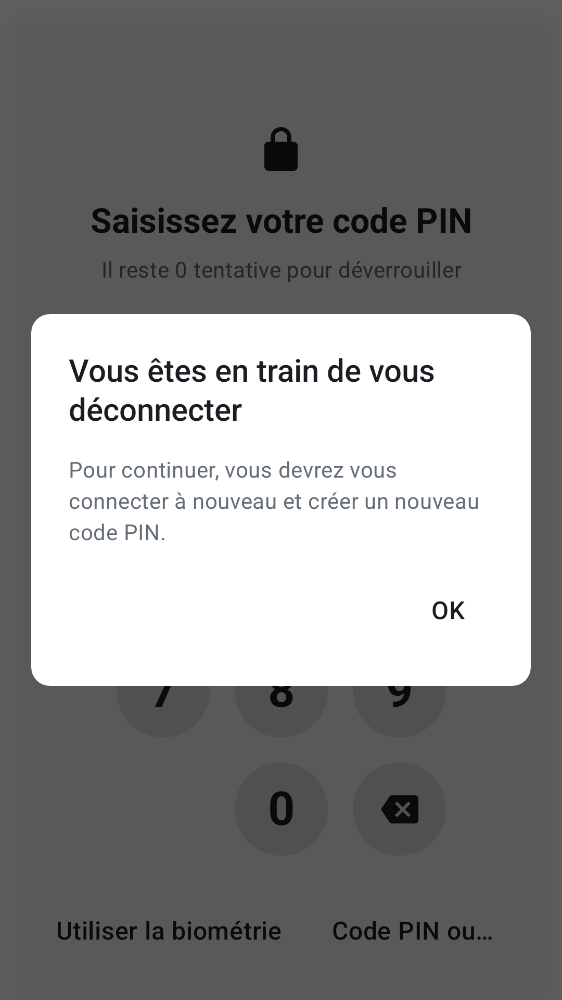 Saisissez votre code PIN
Il reste 0 tentative pour déverrouiller
Vous êtes en train de vous
déconnecter
Pour continuer, vous devrez vous
connecter à nouveau et créer un nouveau
code PIN.
OK
7 8 9
0
Utiliser la biométrie Code PIN ou…